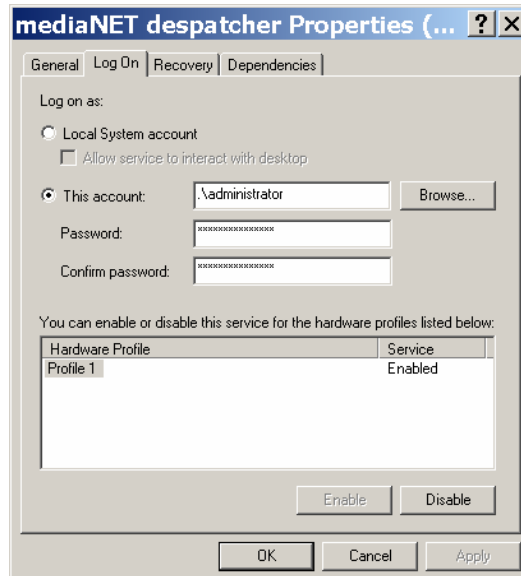 mediaNET despatcher Properties (... ? X
General Log On Recovery Dependencies
Log on as:
Local System account
Allow service to interact with desktop
This account: .\administrator Browse...
Password: ***************
Confirm password: ***************
You can enable or disable this service for the hardware profiles listed below:
Hardware Profile Service
Profile 1 Enabled
Enable Disable
OK Cancel Apply